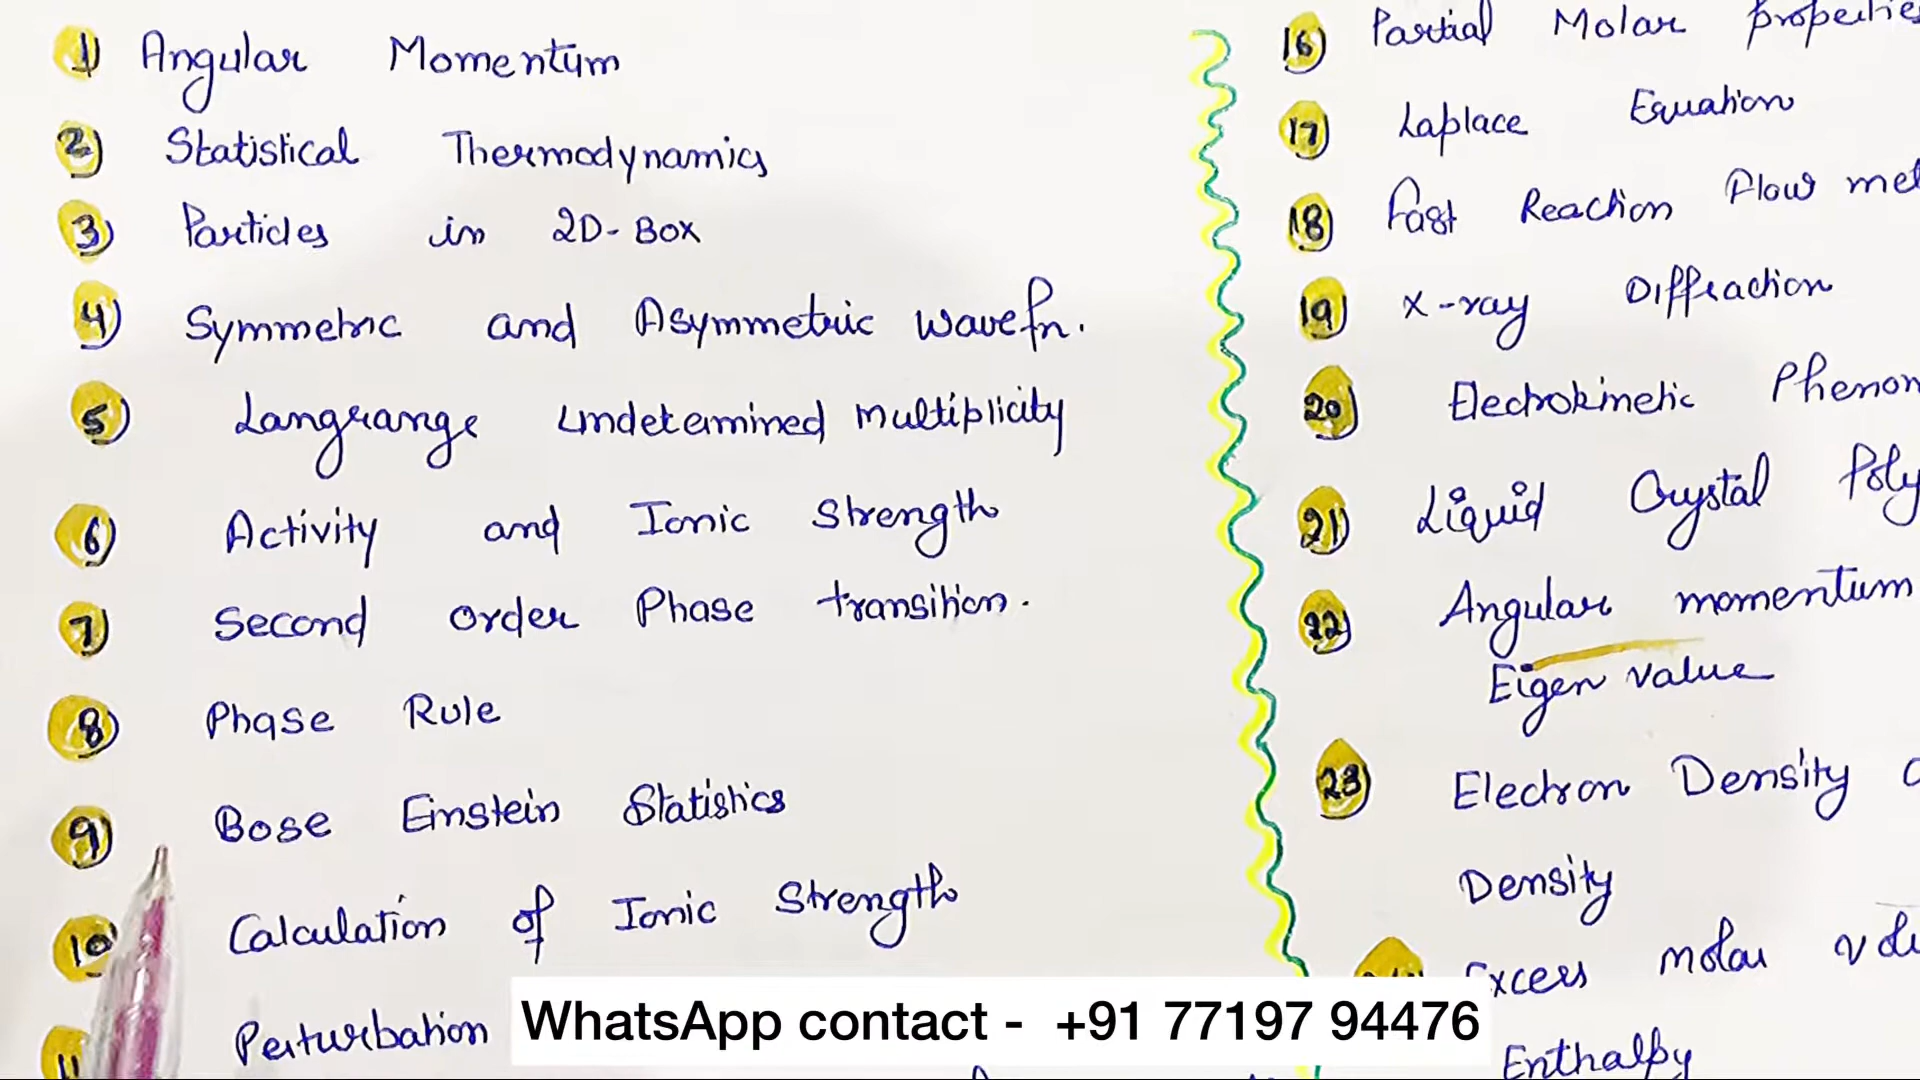 1) Angular Momentum
2) Statistical Thermodynamics
3) Particles in 2D-Box
4) Symmetric and Asymmetric wavefn.
5) Langrange undetermined multiplicity
6) Activity and Ionic Strength
7) Second order Phase transition.
8) Phase Rule
9) Bose Einstein Statistics
10) Calculation of Ionic Strength
11 Perturbation
16) Partial Molar
17) Laplace Equation
18) Fast Reaction Flow
19) X-ray Diffraction
20) Electrokinetic
21) Liquid Crystal
22) Angular momentum
Eigen value
23) Electron Density
Density
Excess molar
Enthalpy
WhatsApp contact - +91 77197 94476